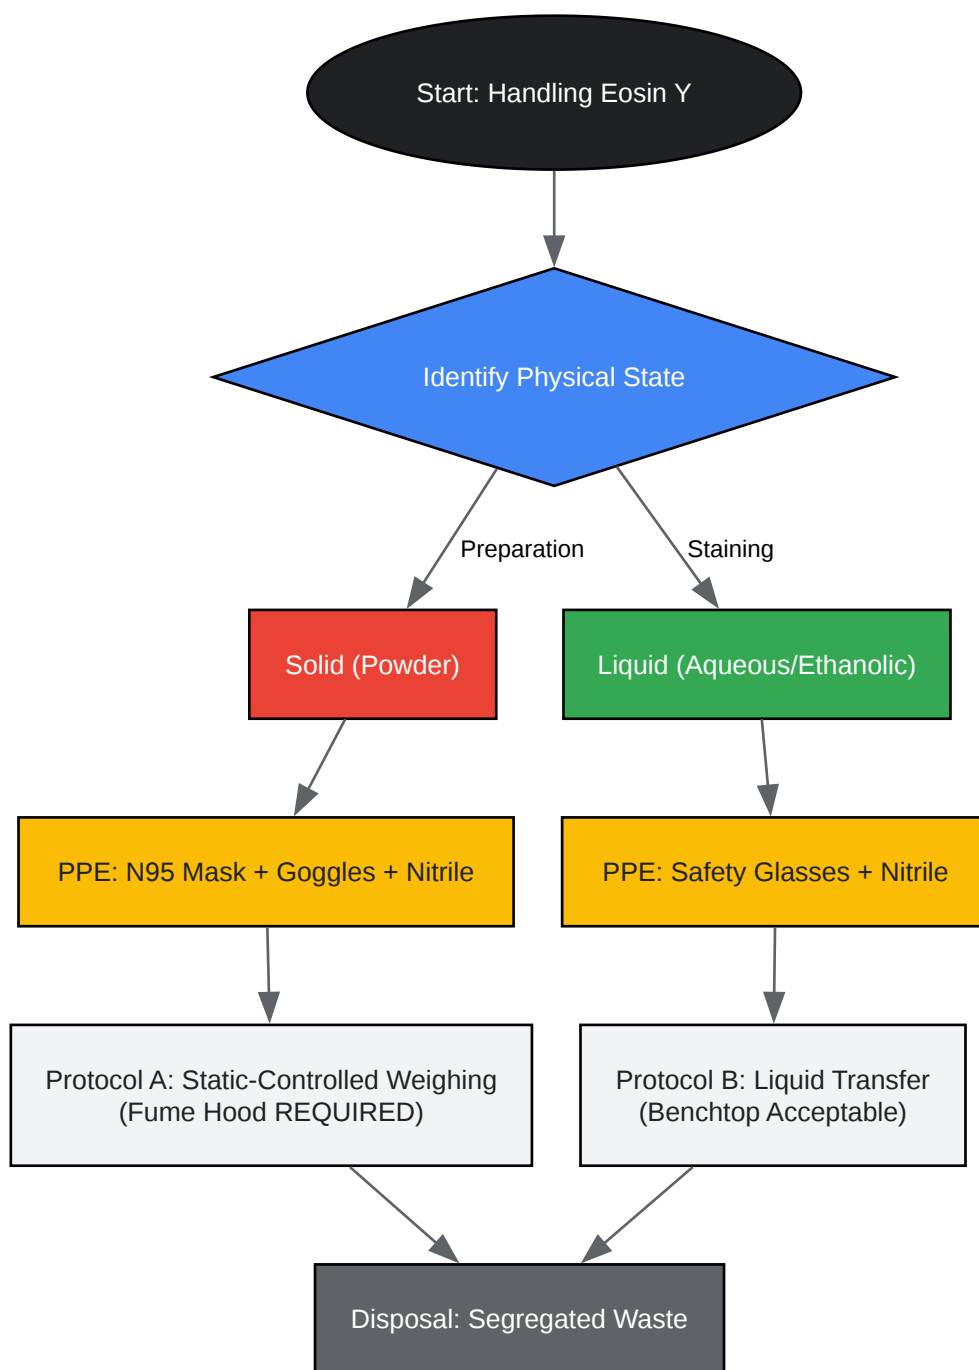 Start: Handling Eosin Y
Identify Physical State
Preparation
Staining
Solid (Powder)
Liquid (Aqueous/Ethanolic)
PPE: N95 Mask + Goggles + Nitrile
PPE: Safety Glasses + Nitrile
Protocol A: Static-Controlled Weighing
(Fume Hood REQUIRED)
Protocol B: Liquid Transfer
(Benchtop Acceptable)
Disposal: Segregated Waste